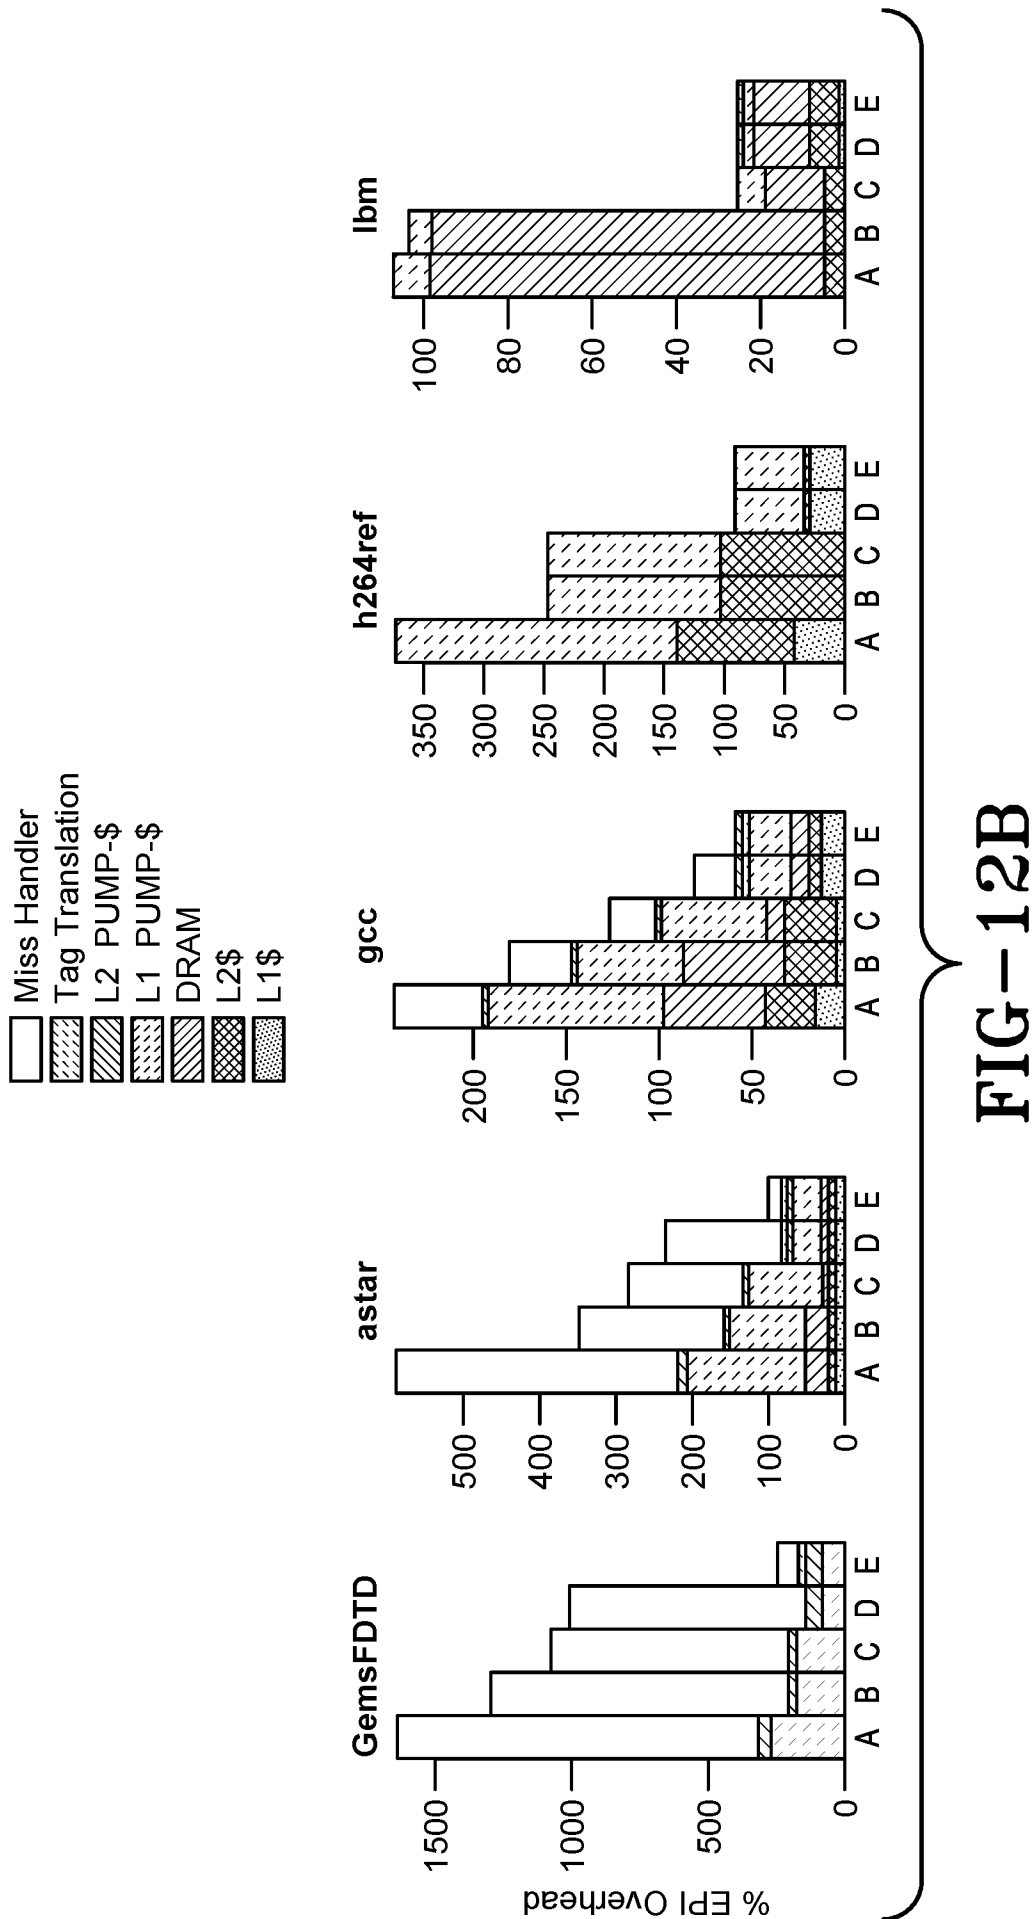 Miss Handler
Tag Translation
L2 PUMP-$
L1 PUMP-$
DRAM
L2$
L1$
% EPI Overhead
GemsFDTD
1500
1000
500
0
A B C D E
astar
500
400
300
200
100
0
A B C D E
gcc
200
150
100
50
0
A B C D E
h264ref
350
300
250
200
150
100
50
0
A B C D E
lbm
100
80
60
40
20
0
A B C D E
FIG-12B